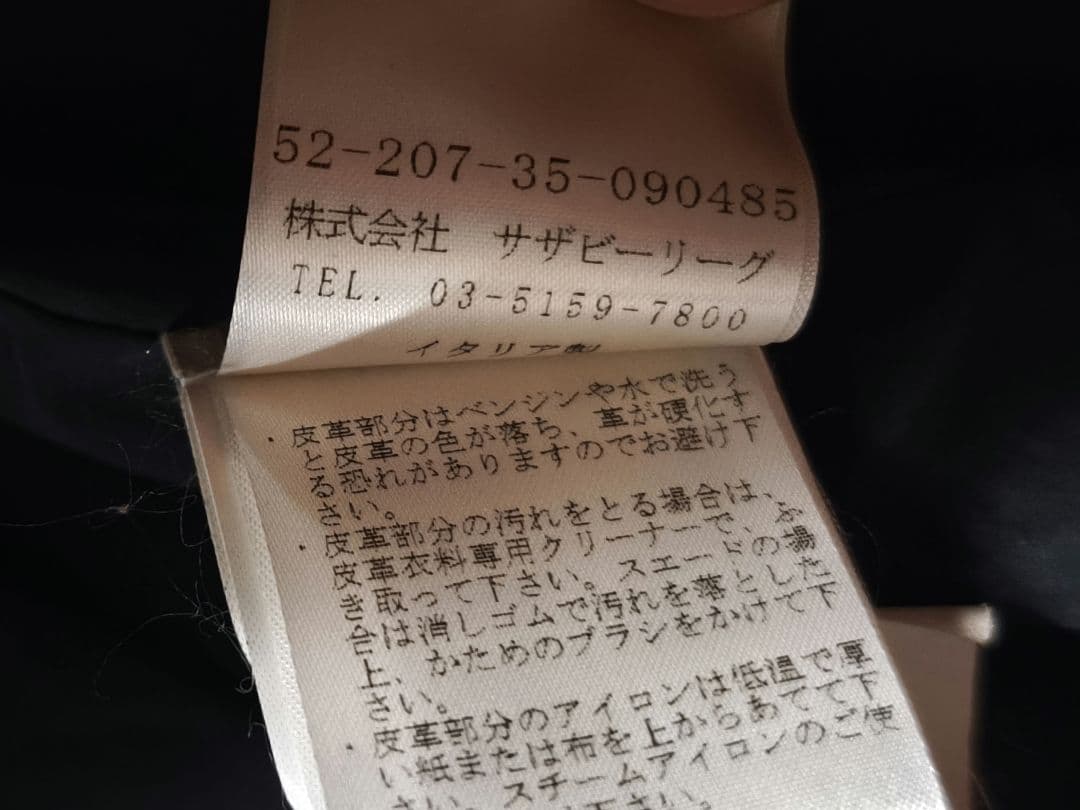 52-207-35-090485
株式会社 サザビーリーグ
TEL. 03-5159-7800
イタリア製
・皮革部分はベンジンや水で洗う
と皮革の色が落ち、革が硬化す
る恐れがありますのでお避け下
さい。
・皮革部分の汚れをとる場合は、
皮革衣料専用クリーナーで、ふ
き取って下さい。スエードの場
合は消しゴムで汚れを落とした
上、かためのブラシをかけて下
さい。
・皮革部分のアイロンは低温で厚
い紙または布を上からあてて下
さい。スチームアイロンのご使
下さい。